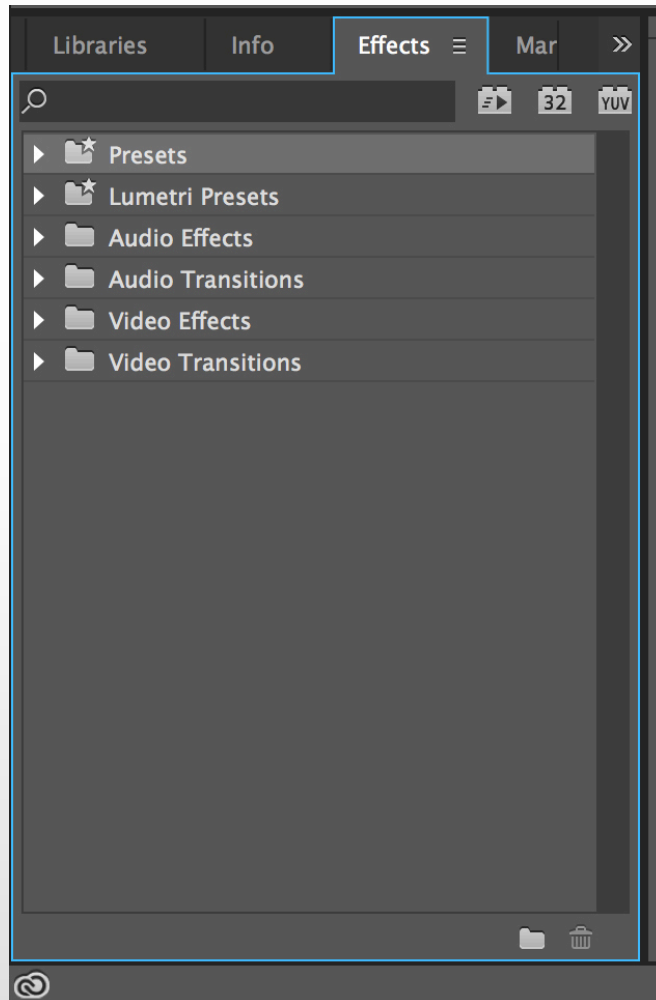 Libraries Info Effects Mar
32 YUV
Presets
Lumetri Presets
Audio Effects
Audio Transitions
Video Effects
Video Transitions